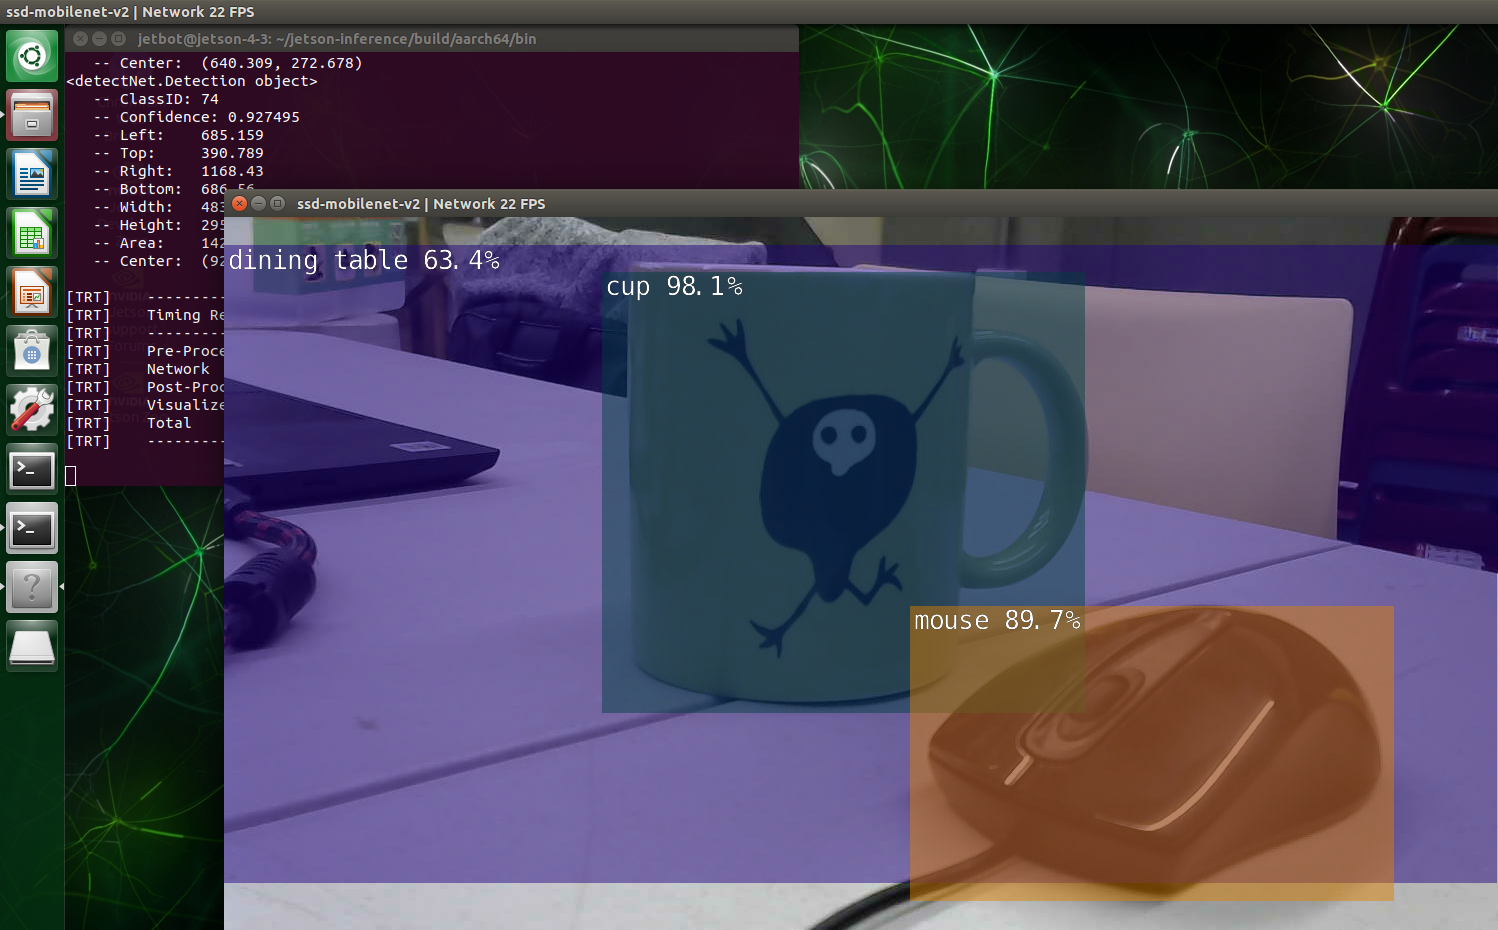 ssd-mobilenet-v2 | Network 22 FPS
jetbot@jetson-4-3: ~/jetson-inference/build/aarch64/bin
-- Center: (640.309, 272.678)
<detectNet.Detection object>
-- ClassID: 74
-- Confidence: 0.927495
-- Left: 685.159
-- Top: 390.789
-- Right: 1168.43
-- Bottom: 686.56
-- Width: 483
-- Height: 295
-- Area: 142
-- Center: (92
[TRT] ---------
[TRT] Timing Re
[TRT] ---------
[TRT] Pre-Proce
[TRT] Network
[TRT] Post-Proc
[TRT] Visualize
[TRT] Total
[TRT] ---------
ssd-mobilenet-v2 | Network 22 FPS
dining table 63.4%
cup 98.1%
mouse 89.7%